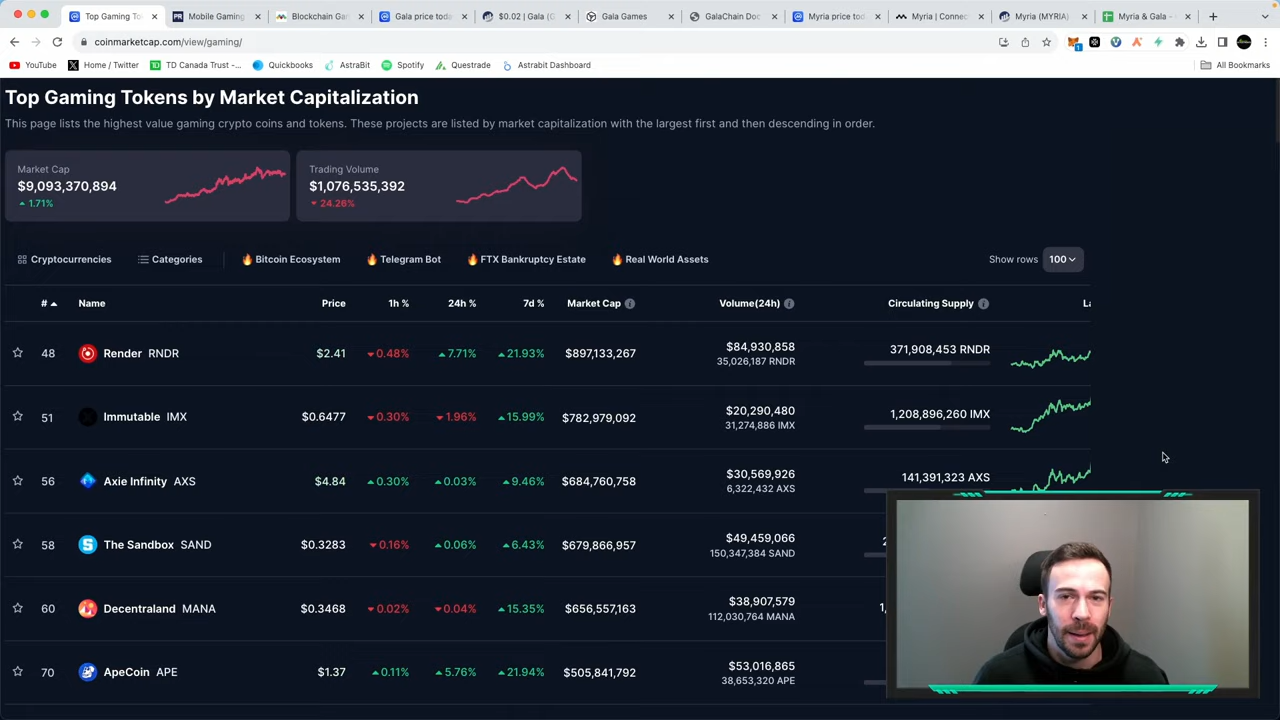 Top Gaming To
Mobile Gaming
Blockchain Gar
Gala price toda
$0.02 | Gala (G
Gala Games
GalaChain Doc
Myria price tod
Myria | Connec
Myria (MYRIA)
Myria & Gala -
coinmarketcap.com/view/gaming/
YouTube
Home / Twitter
TD Canada Trust -...
Quickbooks
AstraBit
Spotify
Questrade
Astrabit Dashboard
All Bookmarks
Top Gaming Tokens by Market Capitalization
This page lists the highest value gaming crypto coins and tokens. These projects are listed by market capitalization with the largest first and then descending in order.
Market Cap
$9,093,370,894
1.71%
Trading Volume
$1,076,535,392
24.26%
Cryptocurrencies
Categories
Bitcoin Ecosystem
Telegram Bot
FTX Bankruptcy Estate
Real World Assets
Show rows 100
# Name Price 1h % 24h % 7d % Market Cap Volume(24h) Circulating Supply La
48 Render RNDR $2.41 0.48% 7.71% 21.93% $897,133,267 $84,930,858 371,908,453 RNDR
35,026,187 RNDR
51 Immutable IMX $0.6477 0.30% 1.96% 15.99% $782,979,092 $20,290,480 1,208,896,260 IMX
31,274,886 IMX
56 Axie Infinity AXS $4.84 0.30% 0.03% 9.46% $684,760,758 $30,569,926 141,391,323 AXS
6,322,432 AXS
58 The Sandbox SAND $0.3283 0.16% 0.06% 6.43% $679,866,957 $49,459,066
150,347,384 SAND
60 Decentraland MANA $0.3468 0.02% 0.04% 15.35% $656,557,163 $38,907,579
112,030,764 MANA
70 ApeCoin APE $1.37 0.11% 5.76% 21.94% $505,841,792 $53,016,865
38,653,320 APE